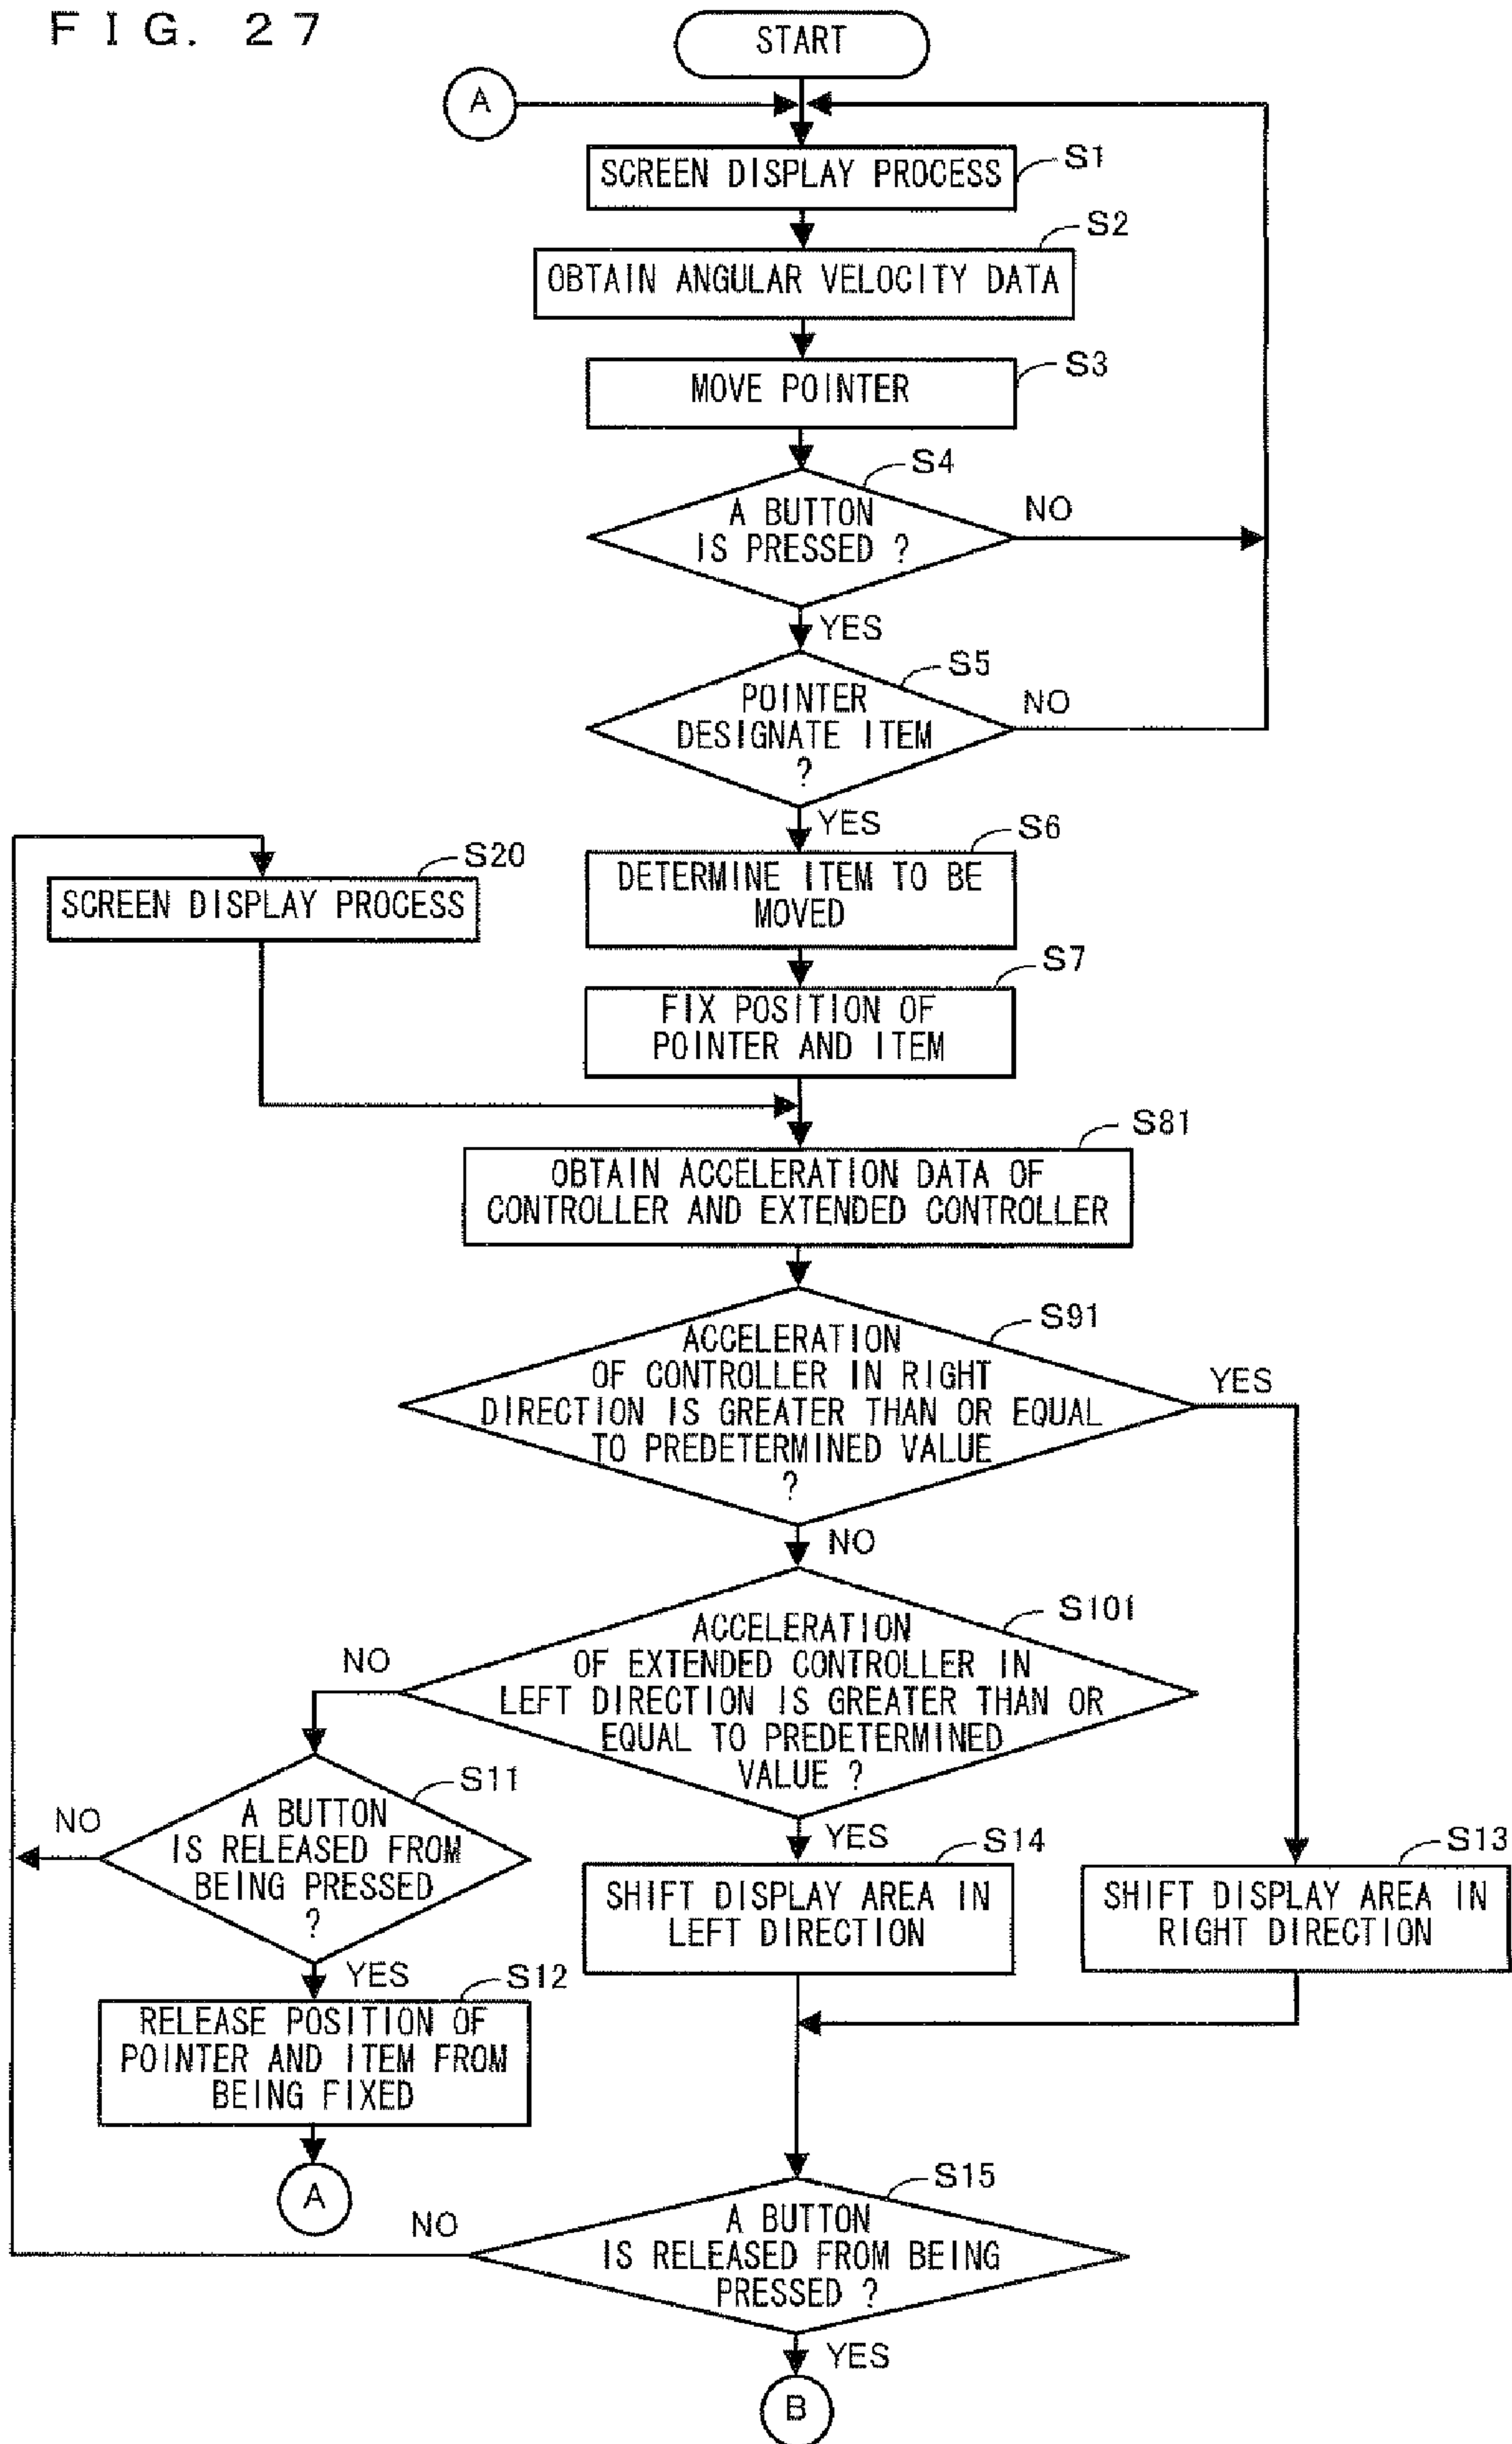 FIG. 27
START
A
SCREEN DISPLAY PROCESS
S1
OBTAIN ANGULAR VELOCITY DATA
S2
MOVE POINTER
S3
S4
A BUTTON
IS PRESSED ?
NO
YES
S5
POINTER
DESIGNATE ITEM
?
NO
YES
S6
DETERMINE ITEM TO BE
MOVED
S20
SCREEN DISPLAY PROCESS
S7
FIX POSITION OF
POINTER AND ITEM
S81
OBTAIN ACCELERATION DATA OF
CONTROLLER AND EXTENDED CONTROLLER
S91
ACCELERATION
OF CONTROLLER IN RIGHT
DIRECTION IS GREATER THAN OR EQUAL
TO PREDETERMINED VALUE
?
YES
NO
S101
ACCELERATION
OF EXTENDED CONTROLLER IN
LEFT DIRECTION IS GREATER THAN OR
EQUAL TO PREDETERMINED
VALUE ?
NO
YES
S11
A BUTTON
IS RELEASED FROM
BEING PRESSED
?
NO
YES
S14
SHIFT DISPLAY AREA IN
LEFT DIRECTION
S13
SHIFT DISPLAY AREA IN
RIGHT DIRECTION
S12
RELEASE POSITION OF
POINTER AND ITEM FROM
BEING FIXED
A
S15
A BUTTON
IS RELEASED FROM BEING
PRESSED ?
NO
YES
B